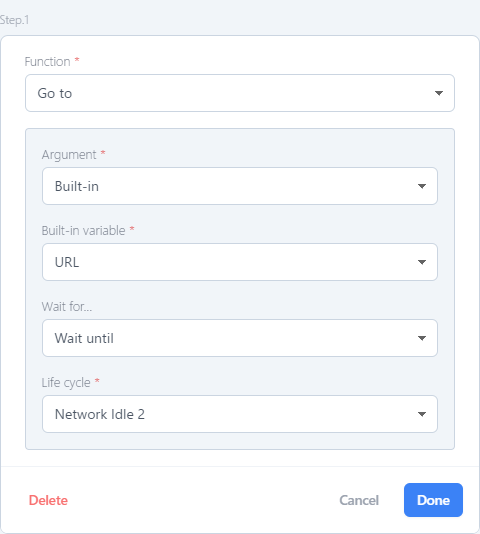 Step.1
Function *
Go to
Argument *
Built-in
Built-in variable *
URL
Wait for...
Wait until
Life cycle *
Network Idle 2
Delete
Cancel
Done